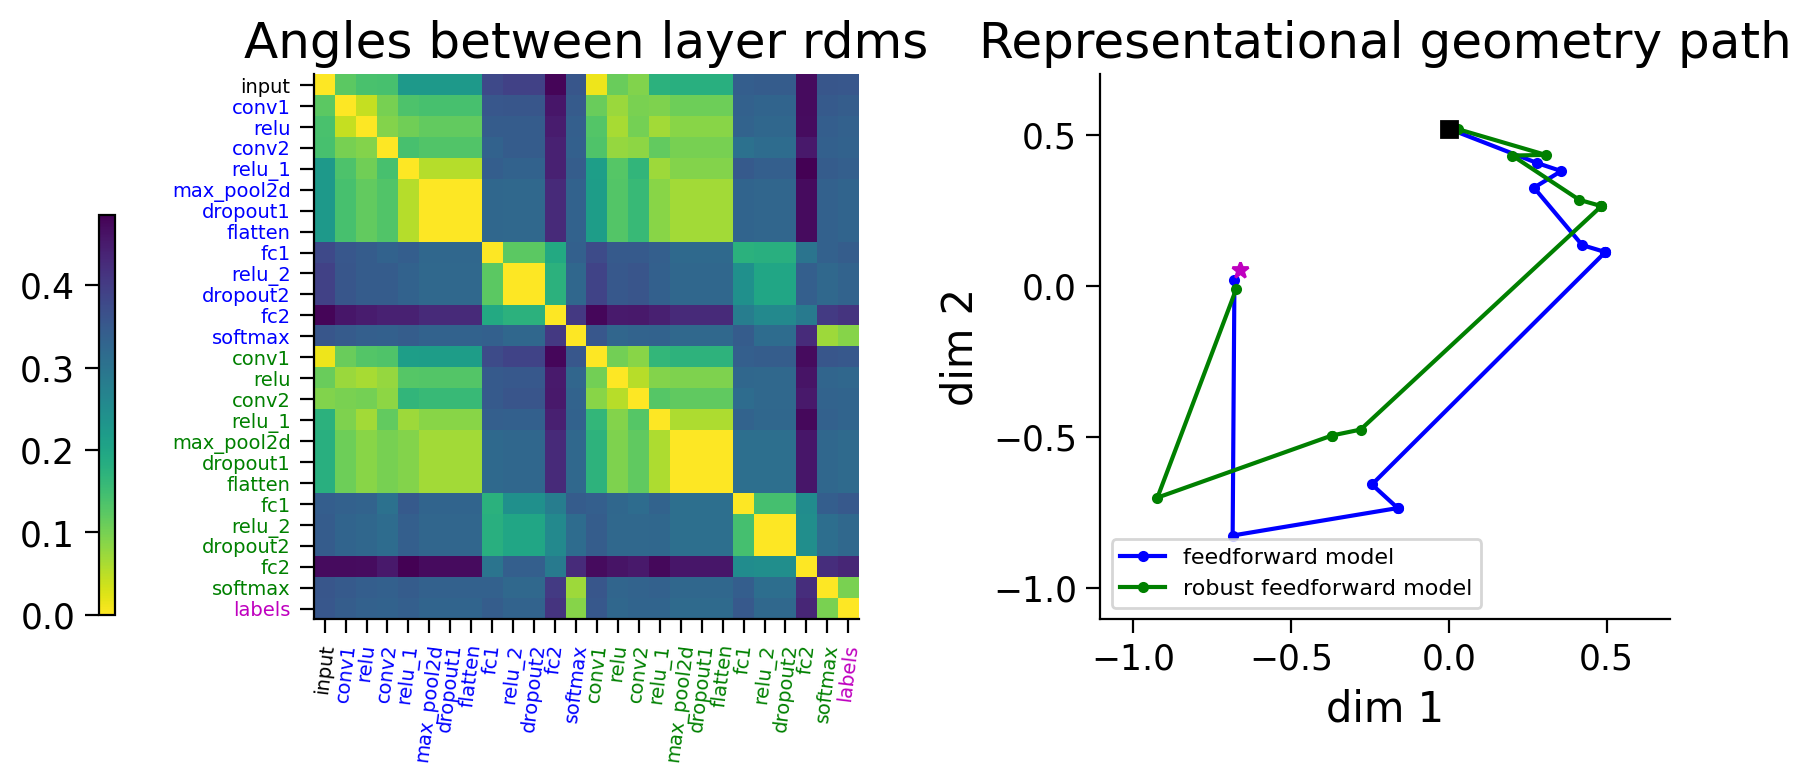 Angles between layer rdms
0.4
0.3
0.2
0.1
0.0
input
conv1
relu
conv2
relu_1
max_pool2d
dropout1
flatten
fc1
relu_2
dropout2
fc2
softmax
conv1
relu
conv2
relu_1
max_pool2d
dropout1
flatten
fc1
relu_2
dropout2
fc2
softmax
labels
input
conv1
relu
conv2
relu_1
max_pool2d
dropout1
flatten
fc1
relu_2
dropout2
fc2
softmax
conv1
relu
conv2
relu_1
max_pool2d
dropout1
flatten
fc1
relu_2
dropout2
fc2
softmax
labels
Representational geometry path
dim 2
0.5
0.0
−0.5
−1.0
feedforward model
robust feedforward model
−1.0 −0.5 0.0 0.5
dim 1